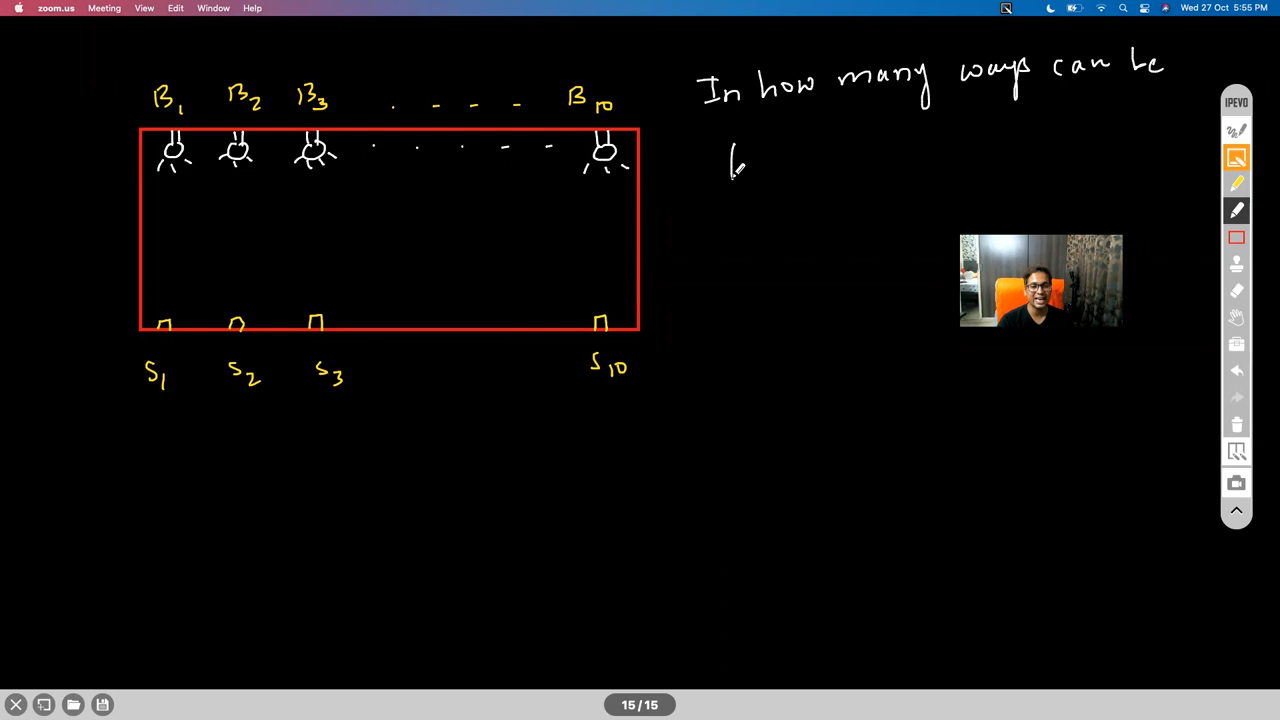 zoom.us Meeting View Edit Window Help Wed 27 Oct 5:55 PM
In how many ways can be
B1 B2 B3 . - - - B10
IPEVO
S1 S2 S3 S10
15/15